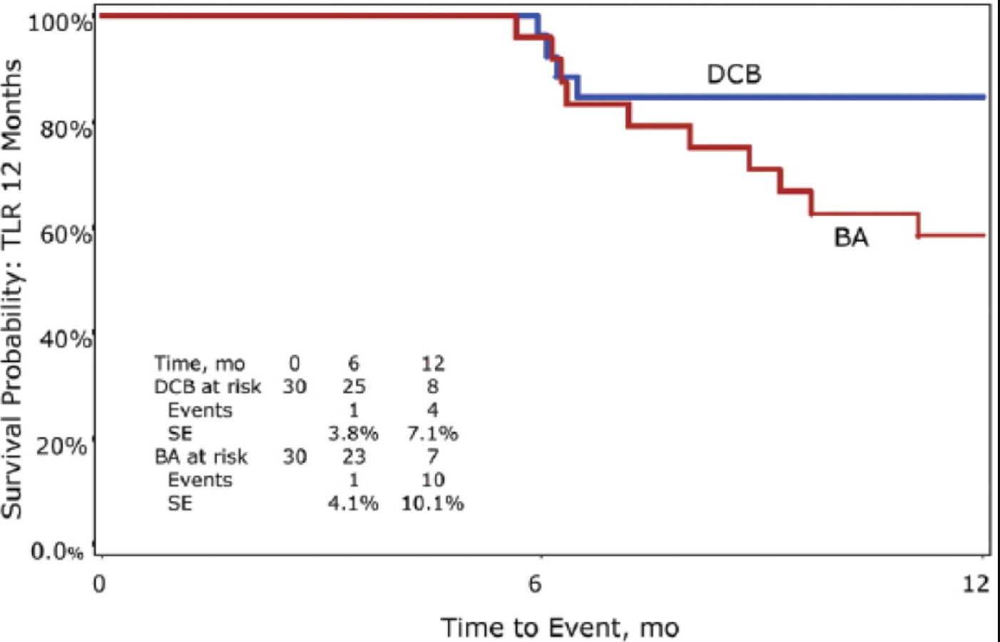 Survival Probability: TLR 12 Months
100%
80%
60%
40%
20%
0.0%
DCB
BA
Time, mo 0 6 12
DCB at risk 30 25 8
Events 1 4
SE 3.8% 7.1%
BA at risk 30 23 7
Events 1 10
SE 4.1% 10.1%
0 6 12
Time to Event, mo